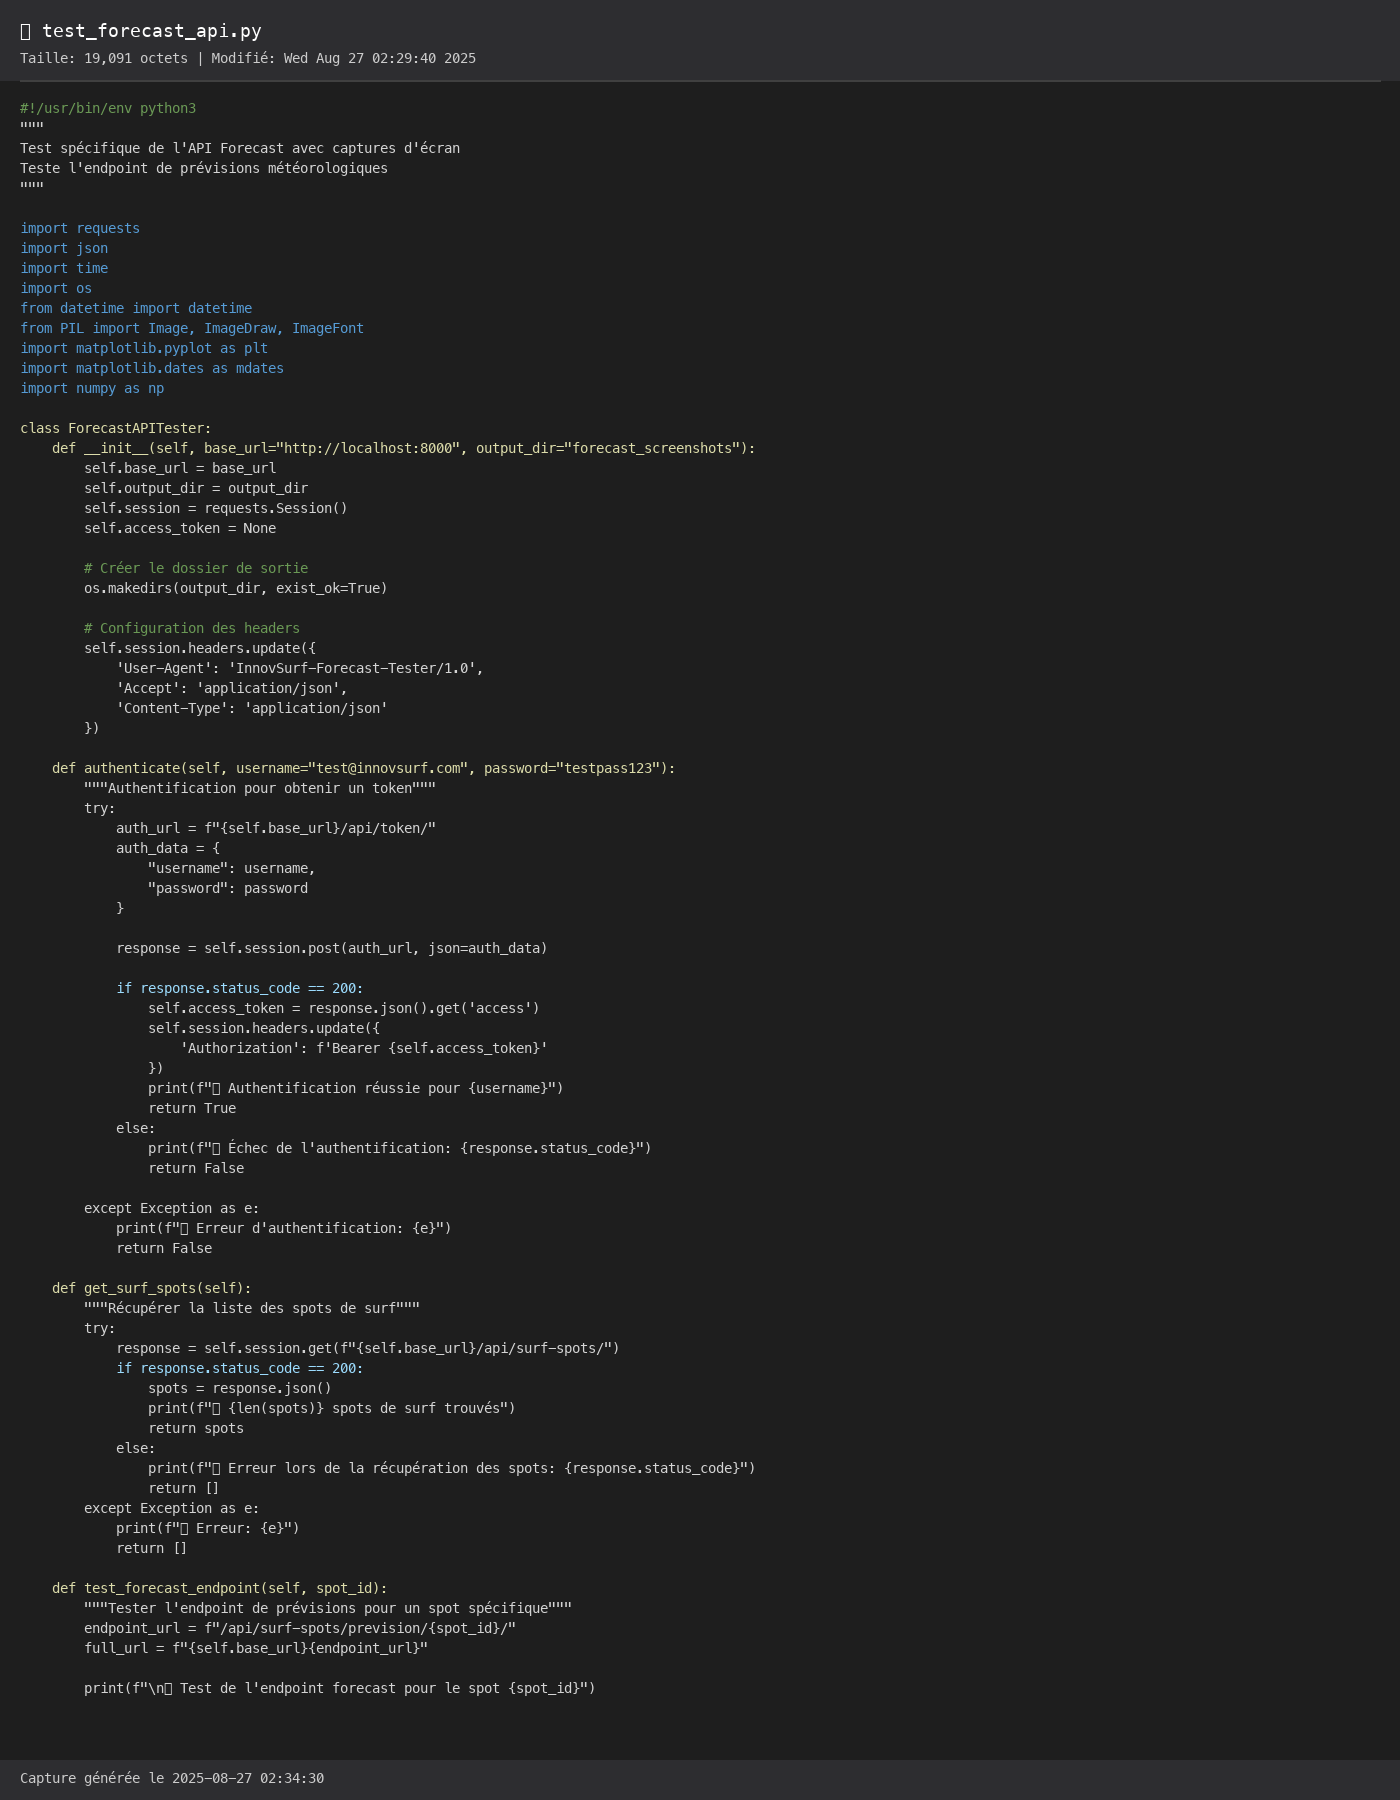 test_forecast_api.py
Taille: 19,091 octets | Modifié: Wed Aug 27 02:29:40 2025
#!/usr/bin/env python3
"""
Test spécifique de l'API Forecast avec captures d'écran
Teste l'endpoint de prévisions météorologiques
"""

import requests
import json
import time
import os
from datetime import datetime
from PIL import Image, ImageDraw, ImageFont
import matplotlib.pyplot as plt
import matplotlib.dates as mdates
import numpy as np

class ForecastAPITester:
    def __init__(self, base_url="http://localhost:8000", output_dir="forecast_screenshots"):
        self.base_url = base_url
        self.output_dir = output_dir
        self.session = requests.Session()
        self.access_token = None

        # Créer le dossier de sortie
        os.makedirs(output_dir, exist_ok=True)

        # Configuration des headers
        self.session.headers.update({
            'User-Agent': 'InnovSurf-Forecast-Tester/1.0',
            'Accept': 'application/json',
            'Content-Type': 'application/json'
        })

    def authenticate(self, username="test@innovsurf.com", password="testpass123"):
        """Authentification pour obtenir un token"""
        try:
            auth_url = f"{self.base_url}/api/token/"
            auth_data = {
                "username": username,
                "password": password
            }

            response = self.session.post(auth_url, json=auth_data)

            if response.status_code == 200:
                self.access_token = response.json().get('access')
                self.session.headers.update({
                    'Authorization': f'Bearer {self.access_token}'
                })
                print(f"▯ Authentification réussie pour {username}")
                return True
            else:
                print(f"▯ Échec de l'authentification: {response.status_code}")
                return False

        except Exception as e:
            print(f"▯ Erreur d'authentification: {e}")
            return False

    def get_surf_spots(self):
        """Récupérer la liste des spots de surf"""
        try:
            response = self.session.get(f"{self.base_url}/api/surf-spots/")
            if response.status_code == 200:
                spots = response.json()
                print(f"▯ {len(spots)} spots de surf trouvés")
                return spots
            else:
                print(f"▯ Erreur lors de la récupération des spots: {response.status_code}")
                return []
        except Exception as e:
            print(f"▯ Erreur: {e}")
            return []

    def test_forecast_endpoint(self, spot_id):
        """Tester l'endpoint de prévisions pour un spot spécifique"""
        endpoint_url = f"/api/surf-spots/prevision/{spot_id}/"
        full_url = f"{self.base_url}{endpoint_url}"

        print(f"\n▯ Test de l'endpoint forecast pour le spot {spot_id}")
Capture générée le 2025-08-27 02:34:30